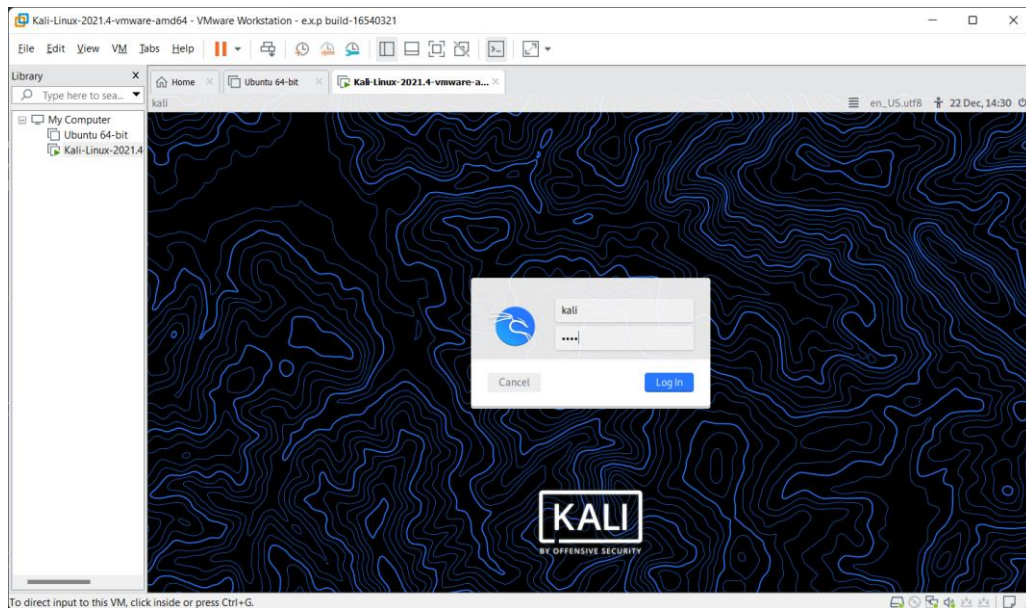 Kali-Linux-2021.4-vmware-amd64 - VMware Workstation - e.x.p build-16540321
File Edit View VM Tabs Help
Library X
Home Ubuntu 64-bit Kali-Linux-2021.4-vmware-a...
Type here to sea...
kali en_US.utf8 22 Dec, 14:30
My Computer
Ubuntu 64-bit
Kali-Linux-2021.4
kali
••••
Cancel Log In
KALI
BY OFFENSIVE SECURITY
To direct input to this VM, click inside or press Ctrl+G.